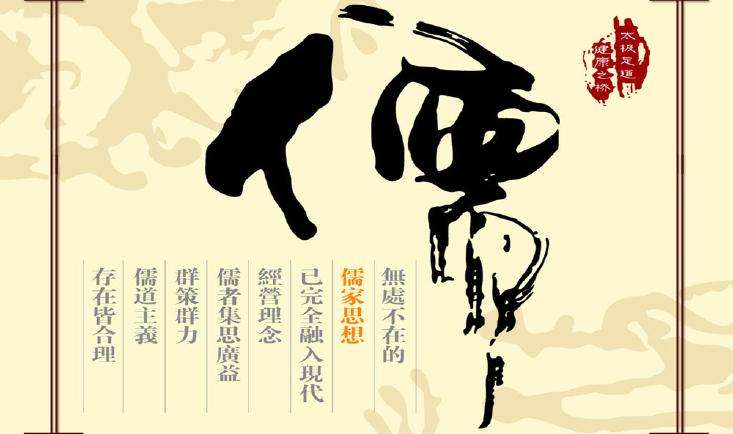 儒
太极足道
健康之桥
無處不在的
儒家思想
已完全融入現代
經營理念
儒者集思廣益
群策群力
儒道主義
存在皆合理